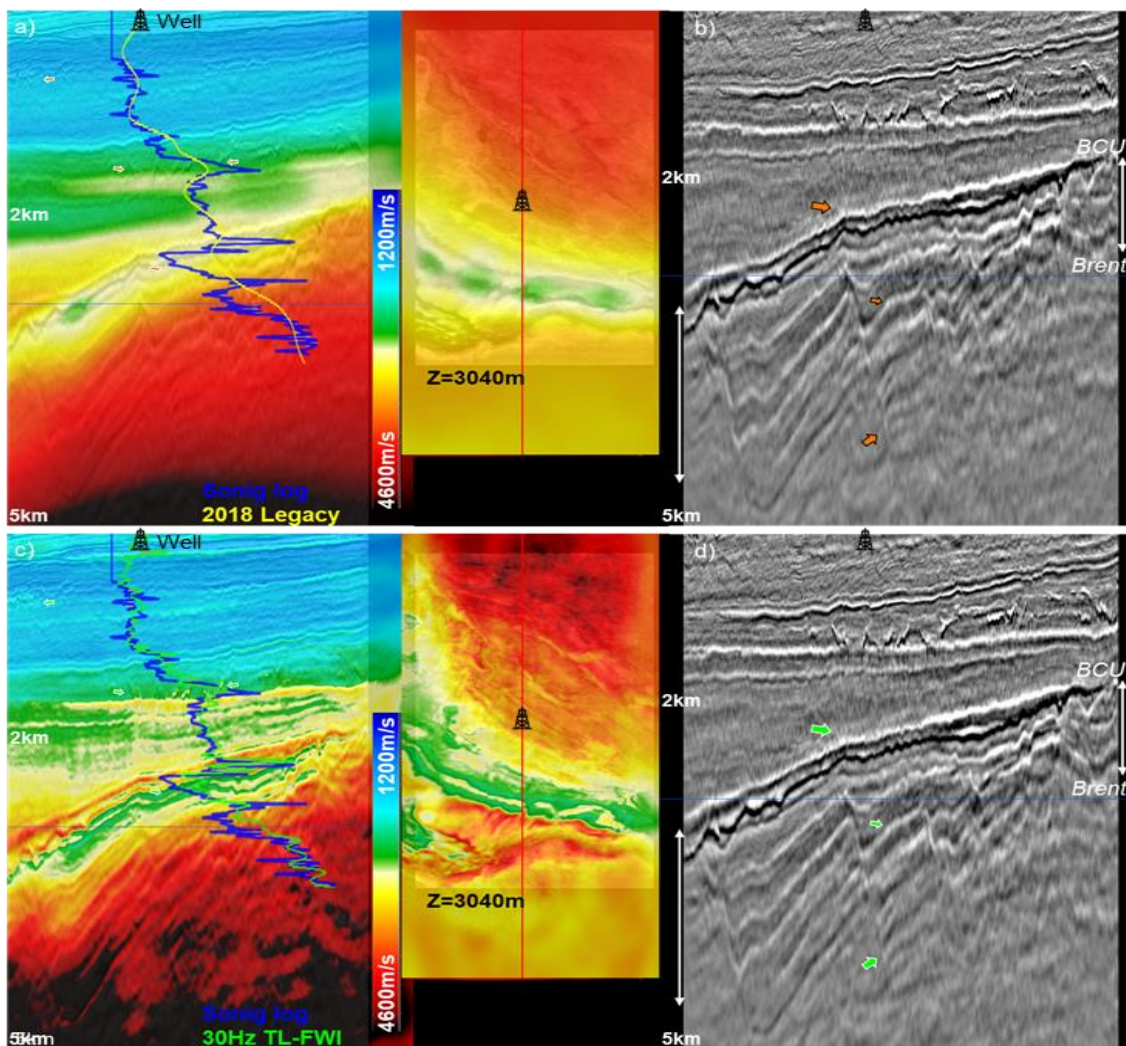 a)
Well
b)
BCU
2km
2km
1200m/s
Brent
Z=3040m
4600m/s
Sonig log
2018 Legacy
5km
5km
c)
Well
d)
BCU
2km
2km
1200m/s
Brent
Z=3040m
4600m/s
Sonig log
30Hz TL-FWI
5km
5km